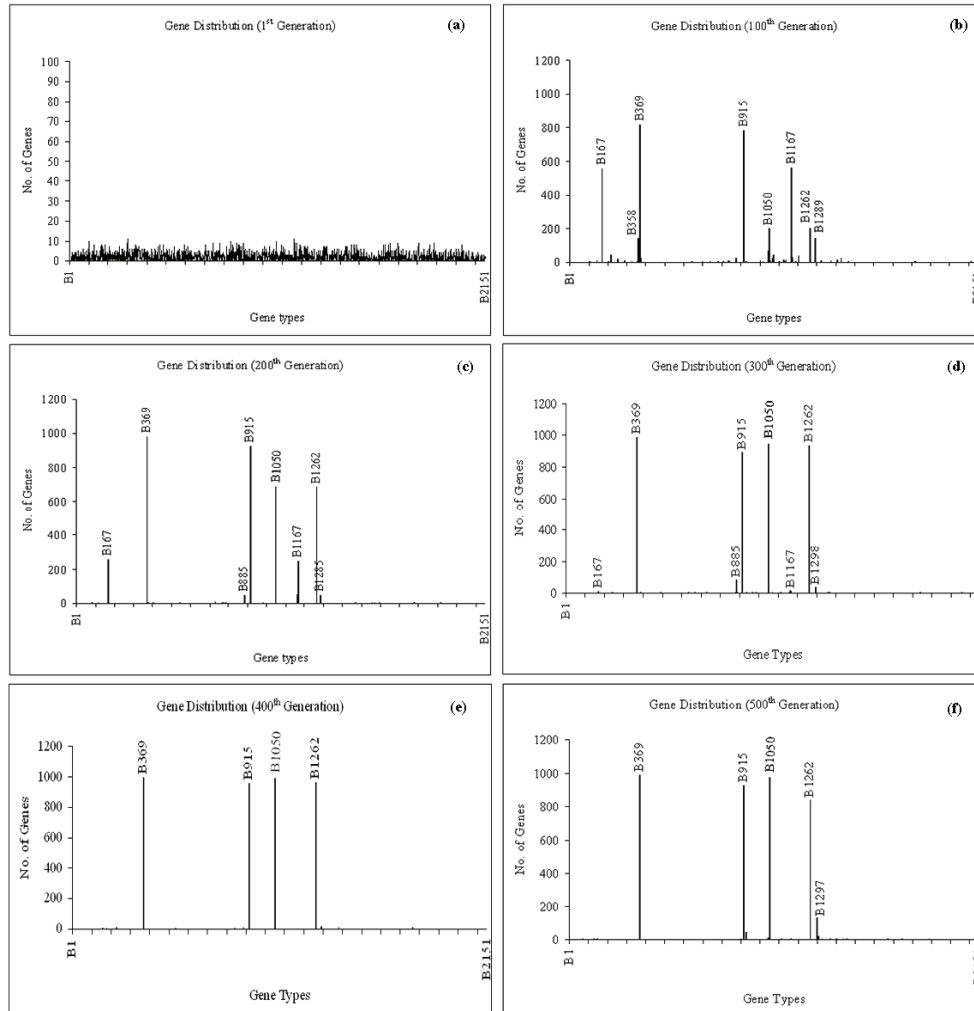 Gene Distribution (1st Generation)
(a)
No. of Genes
100
90
80
70
60
50
40
30
20
10
0
B1
B2151
Gene types
Gene Distribution (100th Generation)
(b)
No. of Genes
1200
1000
800
600
400
200
0
B167
B358
B369
B915
B1050
B1167
B1262
B1289
B1
Gene types
Gene Distribution (200th Generation)
(c)
No. of Genes
1200
1000
800
600
400
200
0
B167
B369
B885
B915
B1050
B1167
B1262
B1285
B1
B2151
Gene types
Gene Distribution (300th Generation)
(d)
No. of Genes
1200
1000
800
600
400
200
0
B167
B369
B885
B915
B1050
B1167
B1262
B1298
B1
Gene Types
Gene Distribution (400th Generation)
(e)
No. of Genes
1200
1000
800
600
400
200
0
B369
B915
B1050
B1262
B1
B2151
Gene Types
Gene Distribution (500th Generation)
(f)
No. of Genes
1200
1000
800
600
400
200
0
B369
B915
B1050
B1262
B1297
B1
Gene Types